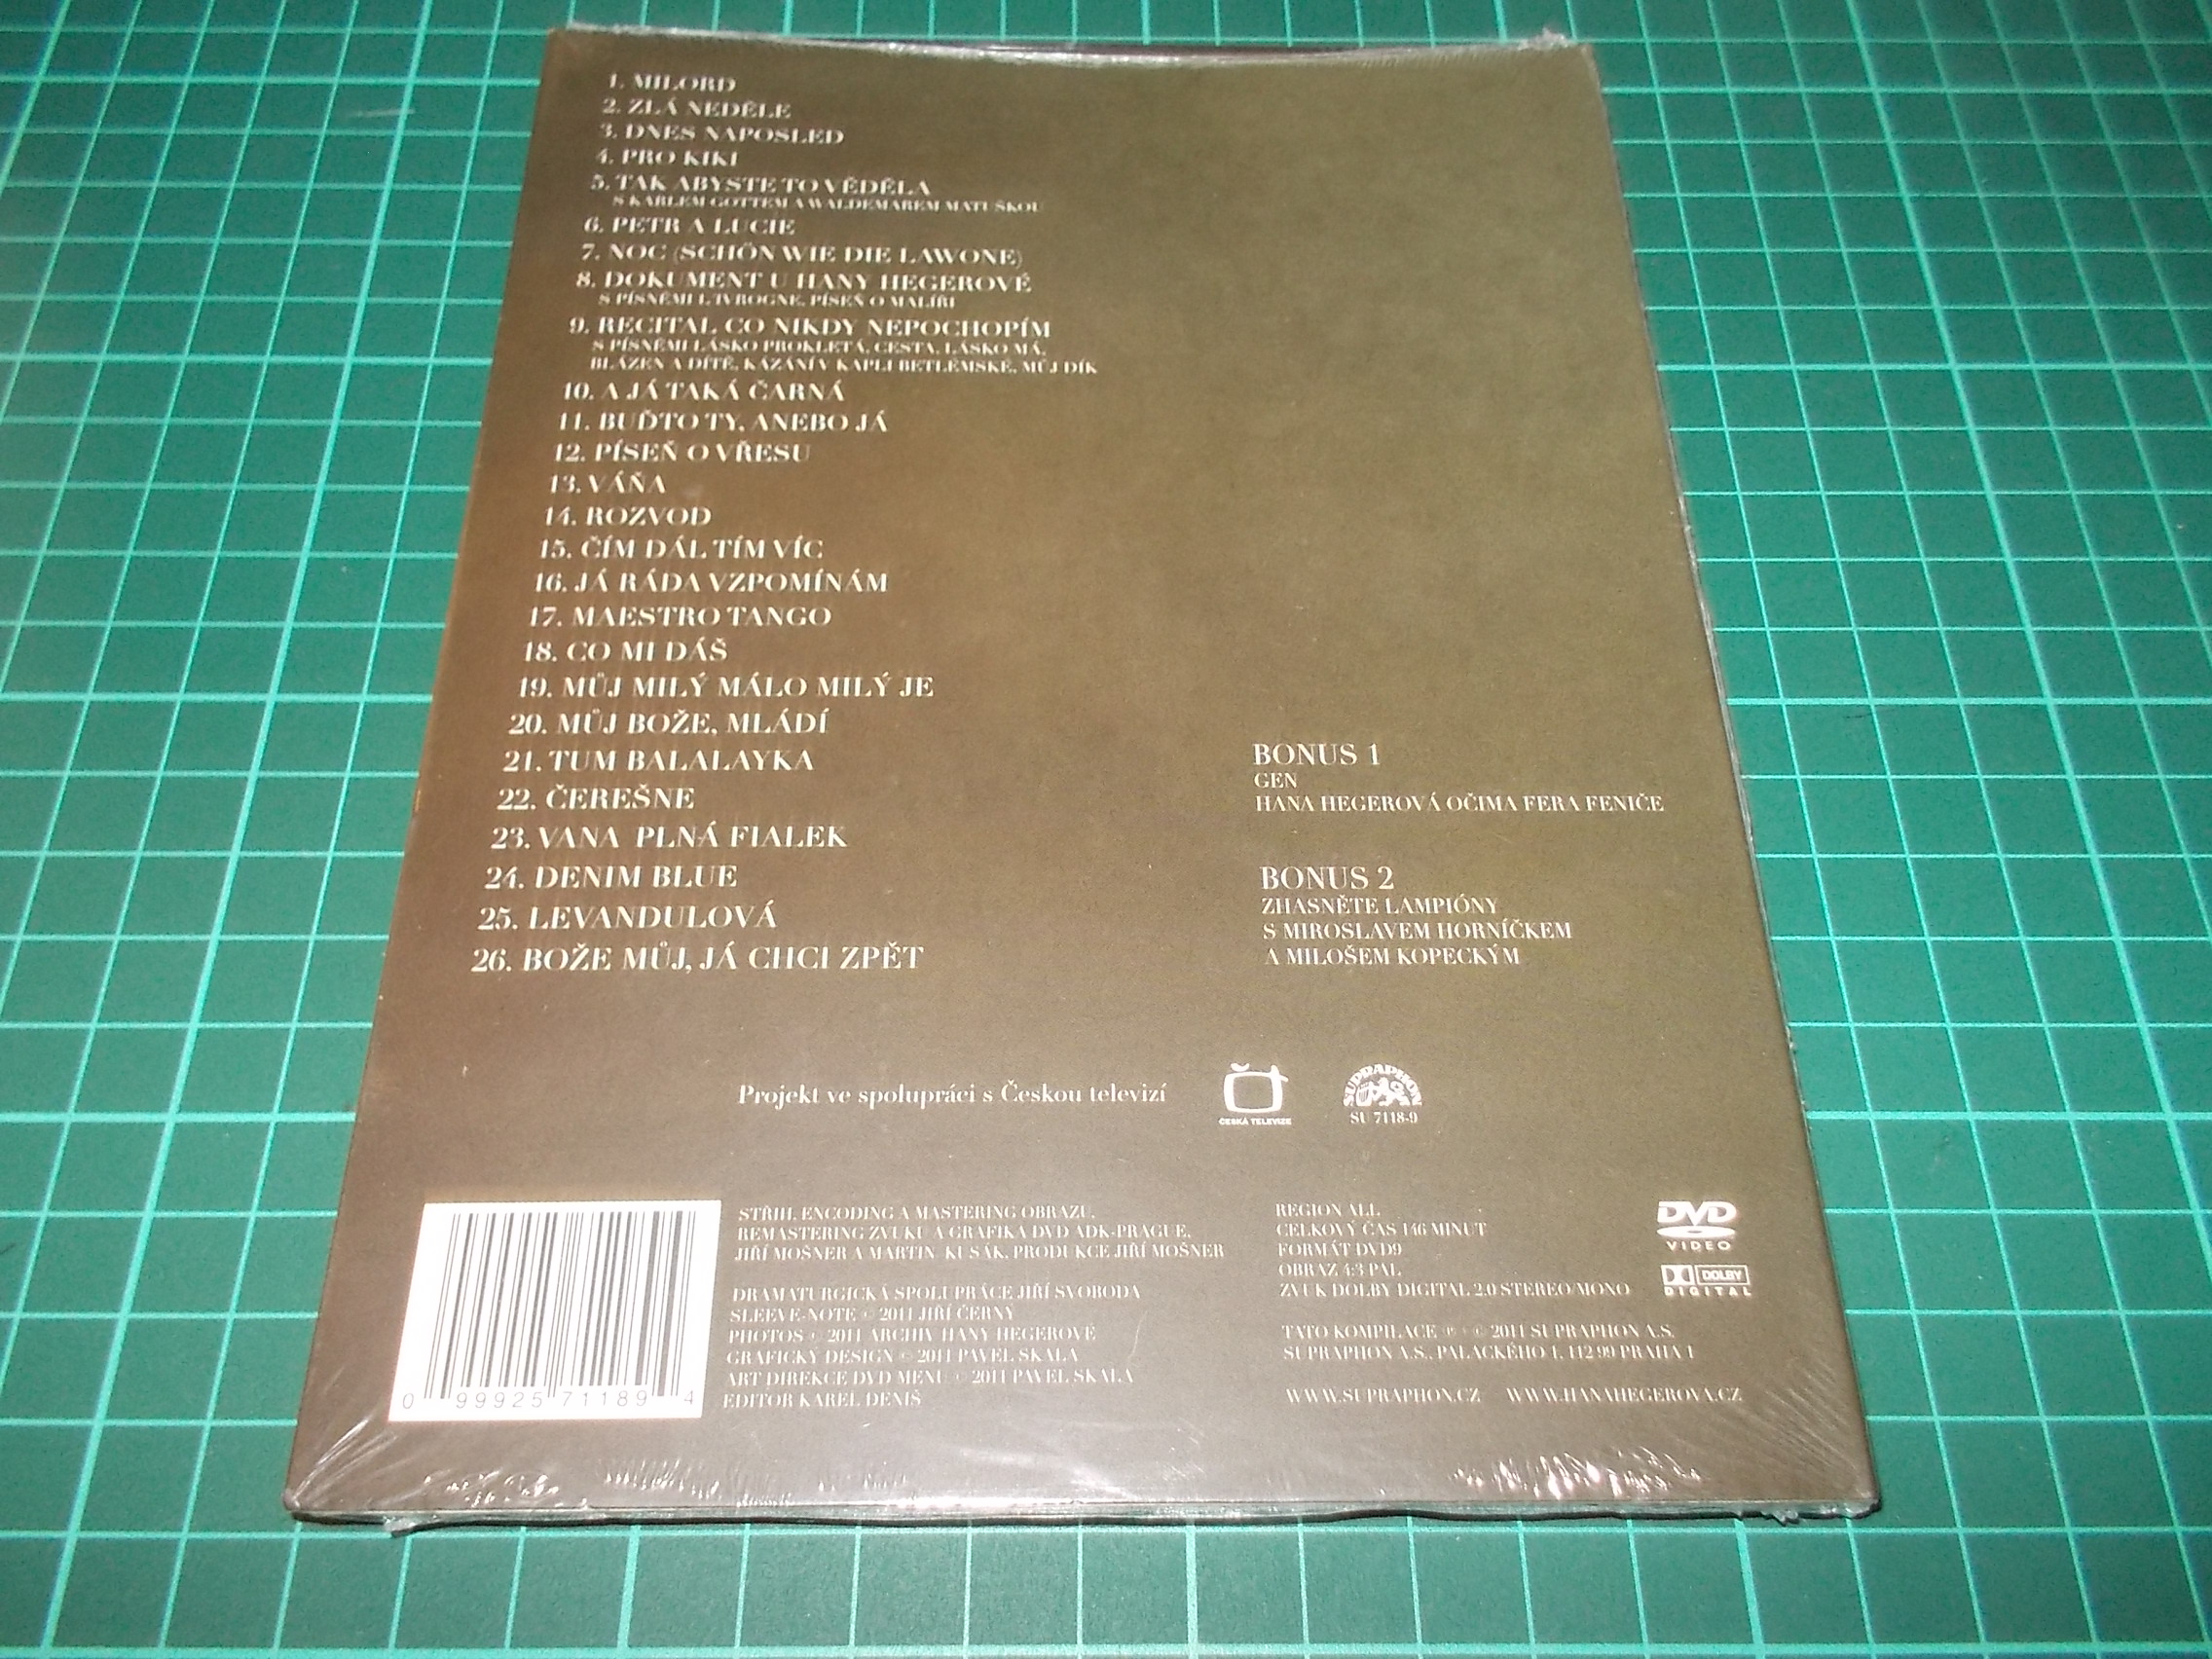 1. MILORD
2. ZLÁ NEDĚLE
3. DNES NAPOSLED
4. PRO KIKI
5. TAK ABYSTE TO VĚDĚLA
S KARLEM GOTTEM A WALDEMAREM MATUŠKOU
6. PETR A LUCIE
7. NOC (SCHÖN WIE DIE LAWONE)
8. DOKUMENT U HANY HEGEROVÉ
S PÍSNĚMI L'IVROGNE, PÍSEŇ O MALÍŘI
9. RECITAL CO NIKDY NEPOCHOPÍM
S PÍSNĚMI LÁSKO PROKLETÁ, CESTA, LÁSKO MÁ,
BLÁZEN A DÍTĚ, KÁZÁNÍ V KAPLI BETLÉMSKÉ, MŮJ DÍK
10. A JÁ TAKÁ ČARNÁ
11. BUĎTO TY, ANEBO JÁ
12. PÍSEŇ O VŘESU
13. VÁŇA
14. ROZVOD
15. ČÍM DÁL TÍM VÍC
16. JÁ RÁDA VZPOMÍNÁM
17. MAESTRO TANGO
18. CO MI DÁŠ
19. MŮJ MILÝ MÁLO MILÝ JE
20. MŮJ BOŽE, MLÁDÍ
21. TUM BALALAYKA
22. ČEREŠNE
23. VANA PLNÁ FIALEK
24. DENIM BLUE
25. LEVANDULOVÁ
26. BOŽE MŮJ, JÁ CHCI ZPĚT
BONUS 1
GEN
HANA HEGEROVÁ OČIMA FERA FENIČE
BONUS 2
ZHASNĚTE LAMPIÓNY
S MIROSLAVEM HORNÍČKEM
A MILOŠEM KOPECKÝM
Projekt ve spolupráci s Českou televizí
ČESKÁ TELEVIZE
SUPRAPHON
SU 7118-9
0 99925 71189 4
STŘIH, ENCODING A MASTERING OBRAZU,
REMASTERING ZVUKU A GRAFIKA DVD ADK-PRAGUE,
JIŘÍ MOŠNER A MARTIN KUSÁK, PRODUKCE JIŘÍ MOŠNER
DRAMATURGICKÁ SPOLUPRÁCE JIŘÍ SVOBODA
SLEEVE-NOTE © 2011 JIŘÍ ČERNÝ
PHOTOS © 2011 ARCHIV HANY HEGEROVÉ
GRAFICKÝ DESIGN © 2011 PAVEL SKALA
ART DIREKCE DVD MENU © 2011 PAVEL SKALA
EDITOR KAREL DENIŠ
REGION ALL
CELKOVÝ ČAS 146 MINUT
FORMÁT DVD9
OBRAZ 4:3 PAL
ZVUK DOLBY DIGITAL 2.0 STEREO/MONO
TATO KOMPILACE ℗ + © 2011 SUPRAPHON A.S.
SUPRAPHON A.S., PALACKÉHO 1, 112 99 PRAHA 1
WWW.SUPRAPHON.CZ WWW.HANAHEGEROVA.CZ
DVD
VIDEO
DOLBY
DIGITAL